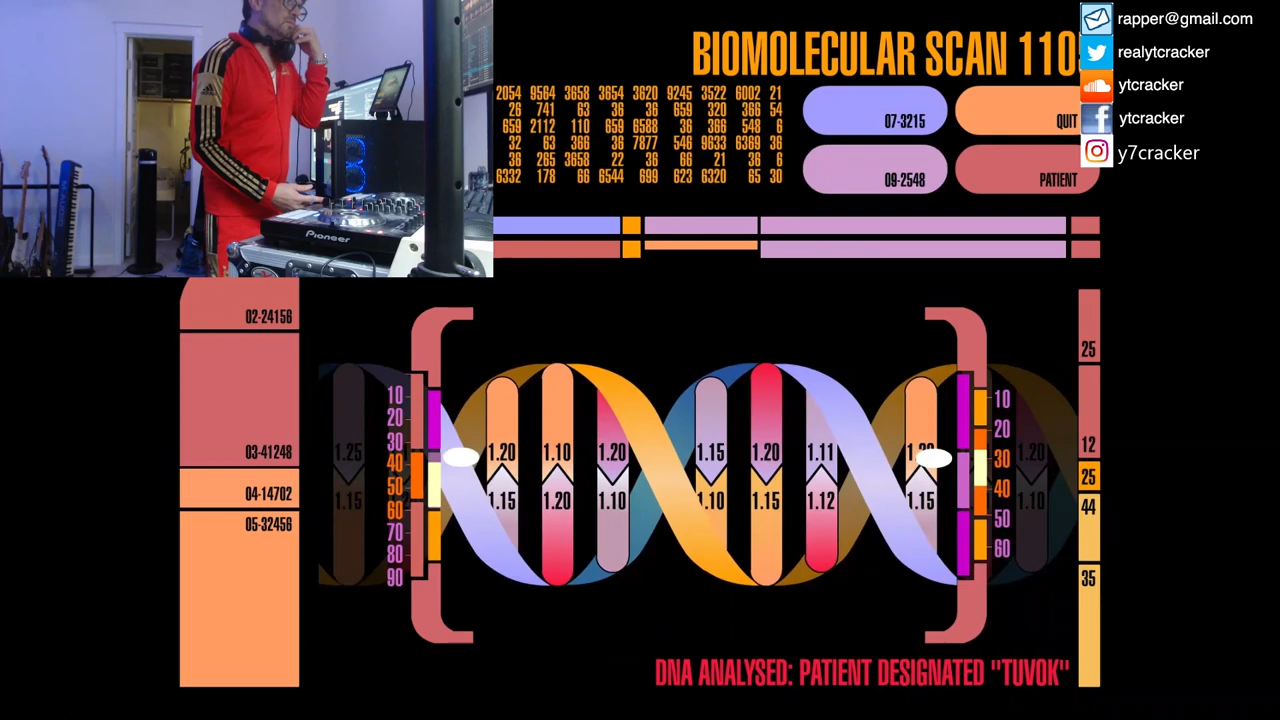 rapper@gmail.com
realytcracker
ytcracker
ytcracker
y7cracker
BIOMOLECULAR SCAN 110
2054 9564 3658 3854 3620 9245 3522 6002 21
26 741 63 36 36 659 320 366 54
659 2112 110 659 6588 36 366 548 6
32 63 366 36 7877 546 9633 6369 36
36 265 3658 22 36 66 21 36 6
6332 178 66 6544 699 623 6320 65 30
07-3215
QUIT
09-2548
PATIENT
Pioneer
M-AUDIO
02-24156
03-41248
04-14702
05-32456
10
20
30
40
50
60
70
80
90
1.25 1.20 1.10 1.20 1.15 1.20 1.11 1.20 1.20
1.15 1.15 1.20 1.10 1.10 1.15 1.12 1.15 1.10
10
20
30
40
50
60
25
12
25
44
35
DNA ANALYSED: PATIENT DESIGNATED "TUVOK"